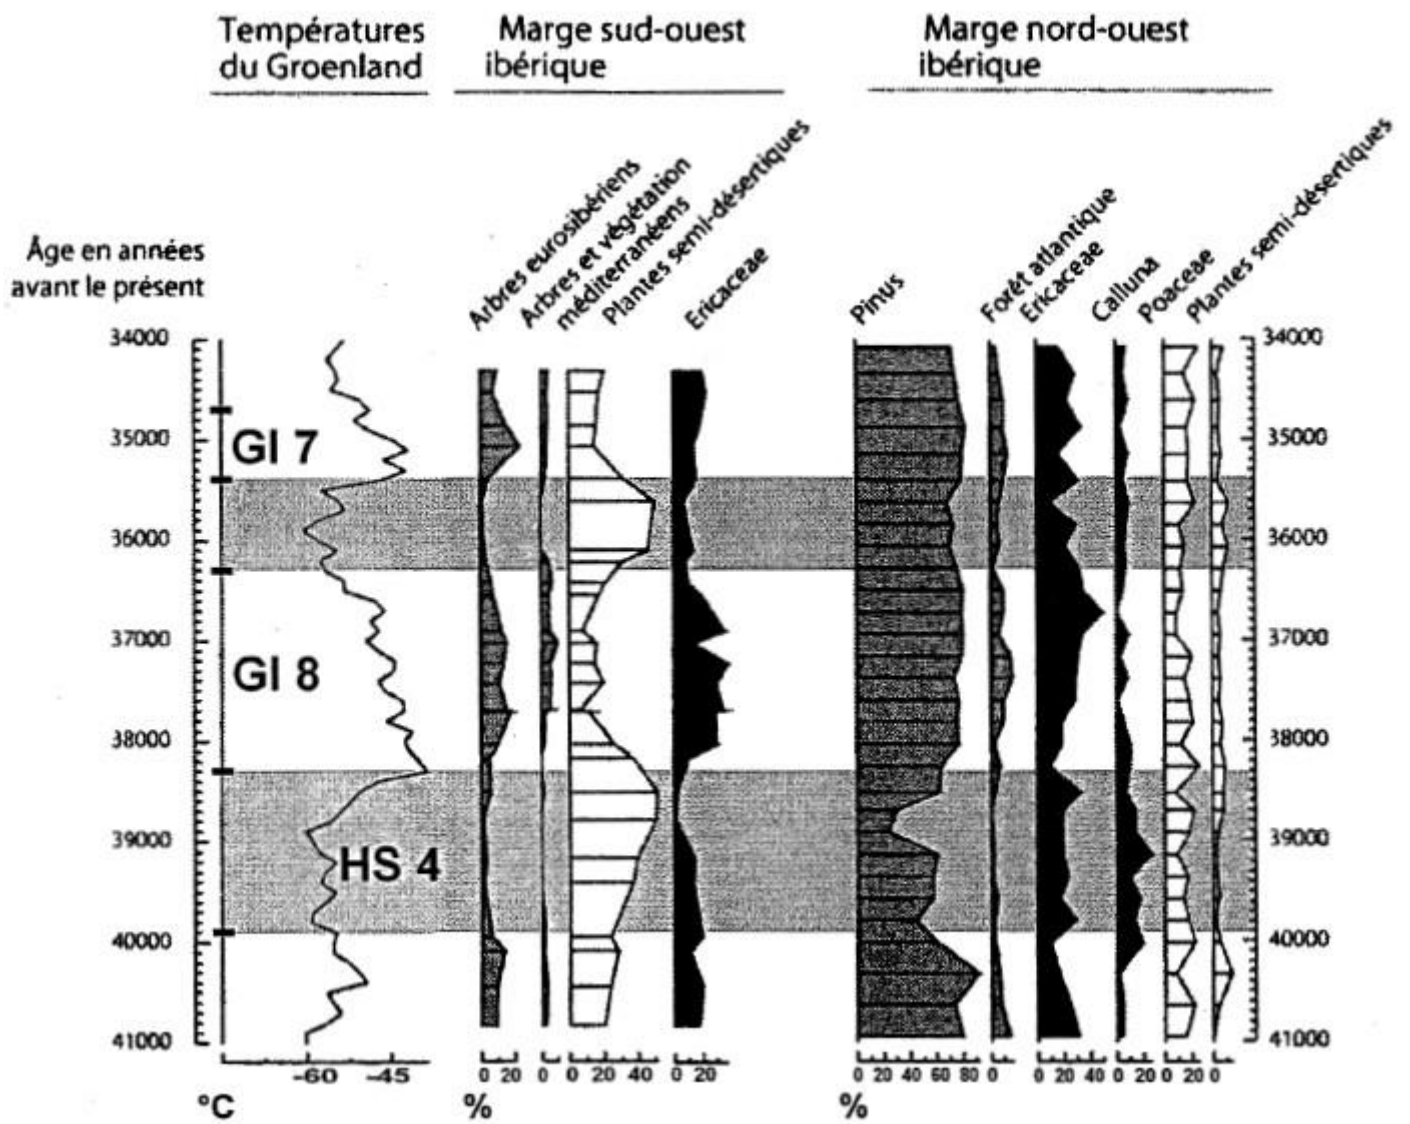 Températures
du Groenland
Marge sud-ouest
ibérique
Marge nord-ouest
ibérique
Âge en années
avant le présent
Arbres eurosibériens
Arbres et végétation
méditerranéens
Plantes semi-désertiques
Ericaceae
Pinus
Forêt atlantique
Ericaceae
Calluna
Poaceae
Plantes semi-désertiques
34000
35000
36000
37000
38000
39000
40000
41000
GI 7
GI 8
HS 4
34000
35000
36000
37000
38000
39000
40000
41000
-60 -45
0 20 0 0 20 40 0 20
0 20 40 60 80 0 0 20 40 0 0 20 0
°C
%
%